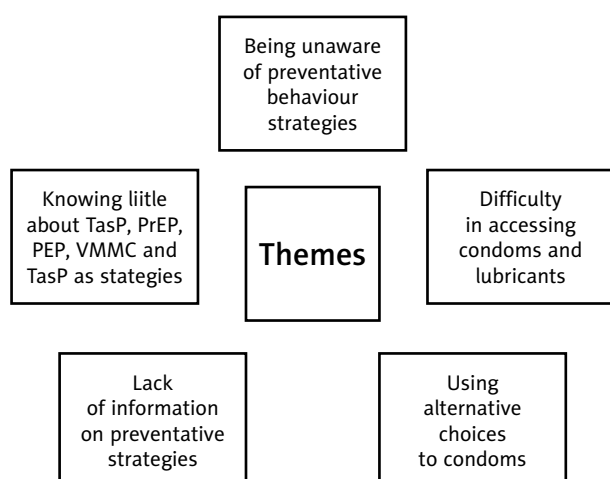 Being unaware
of preventative
behaviour
strategies
Knowing liitle
about TasP, PrEP,
PEP, VMMC and
TasP as stategies
Themes
Difficulty
in accessing
condoms and
lubricants
Lack
of information
on preventative
strategies
Using
alternative
choices
to condoms